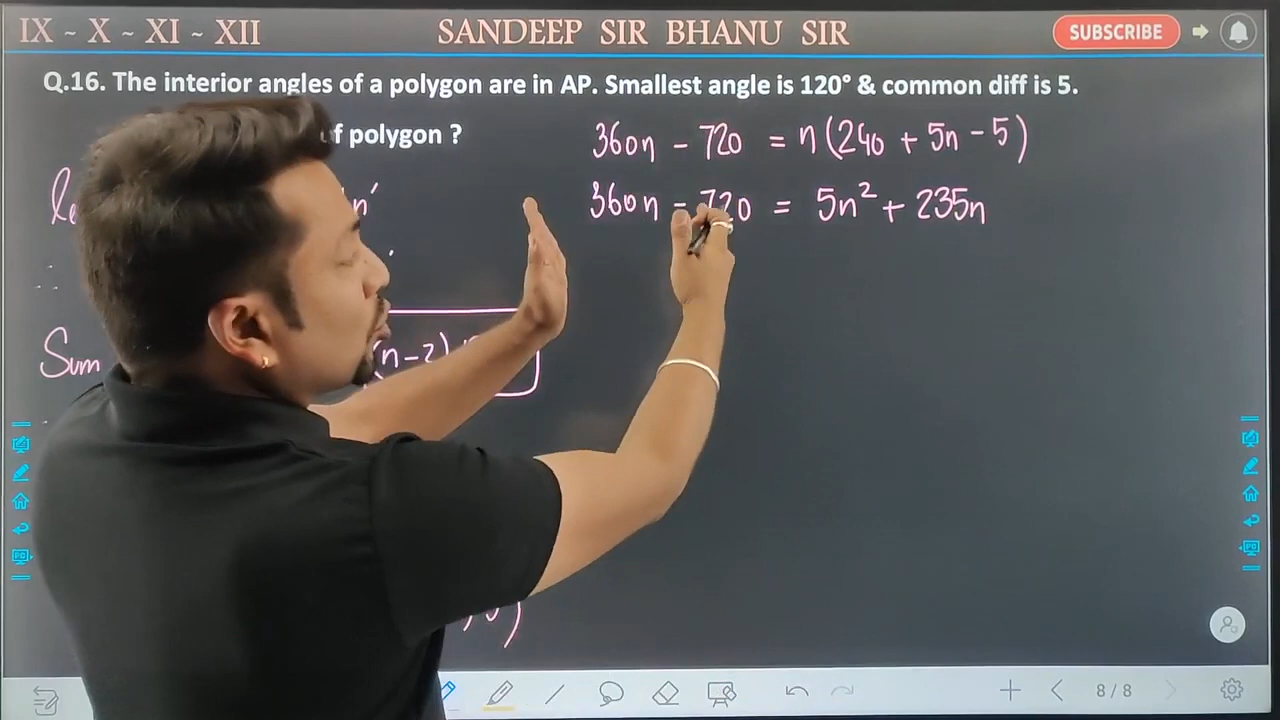 IX ~ X ~ XI ~ XII
SANDEEP SIR BHANU SIR
SUBSCRIBE
Q.16. The interior angles of a polygon are in AP. Smallest angle is 120° & common diff is 5.
f polygon ?
360n - 720 = n(240 + 5n - 5)
360n - 720 = 5n² + 235n
n'
Sum
(n-2)
8 / 8